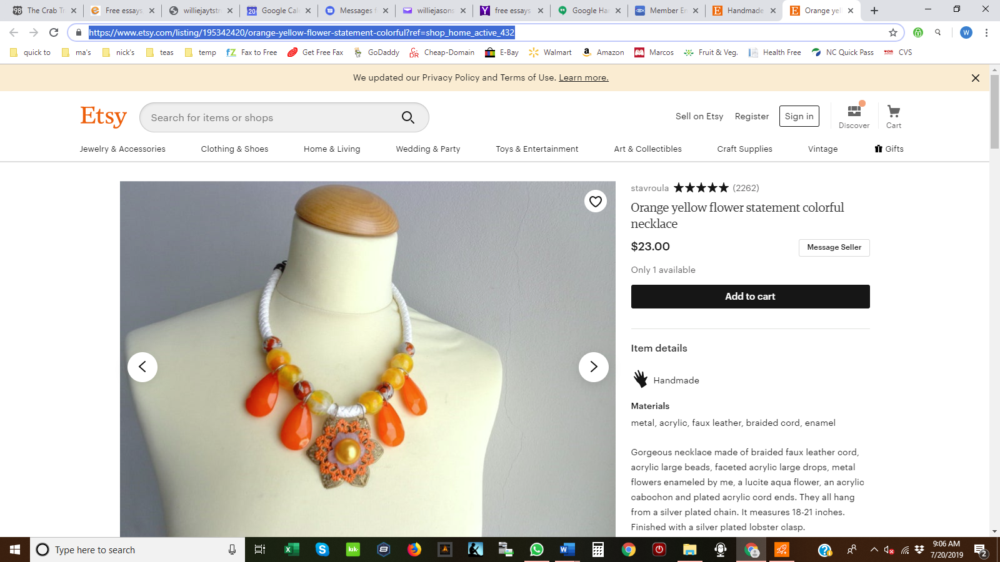 The Crab Tr
Free essays,
williejaytstr
Google Cal
Messages f
williejasons
free essays
Google Ha
Member En
Handmade
Orange yel
https://www.etsy.com/listing/195342420/orange-yellow-flower-statement-colorful?ref=shop_home_active_432
W
quick to
ma's
nick's
teas
temp
Fax to Free
Get Free Fax
GoDaddy
Cheap-Domain
E-Bay
Walmart
Amazon
Marcos
Fruit & Veg.
Health Free
NC Quick Pass
CVS
We updated our Privacy Policy and Terms of Use. Learn more.
Etsy
Search for items or shops
Sell on Etsy
Register
Sign in
Discover
Cart
Jewelry & Accessories
Clothing & Shoes
Home & Living
Wedding & Party
Toys & Entertainment
Art & Collectibles
Craft Supplies
Vintage
Gifts
stavroula ★★★★★ (2262)
Orange yellow flower statement colorful
necklace
$23.00
Message Seller
Only 1 available
Add to cart
Item details
Handmade
Materials
metal, acrylic, faux leather, braided cord, enamel
Gorgeous necklace made of braided faux leather cord,
acrylic large beads, faceted acrylic large drops, metal
flowers enameled by me, a lucite aqua flower, an acrylic
cabochon and plated acrylic cord ends. They all hang
from a silver plated chain. It measures 18-21 inches.
Finished with a silver plated lobster clasp.
Type here to search
9:06 AM
7/20/2019
2